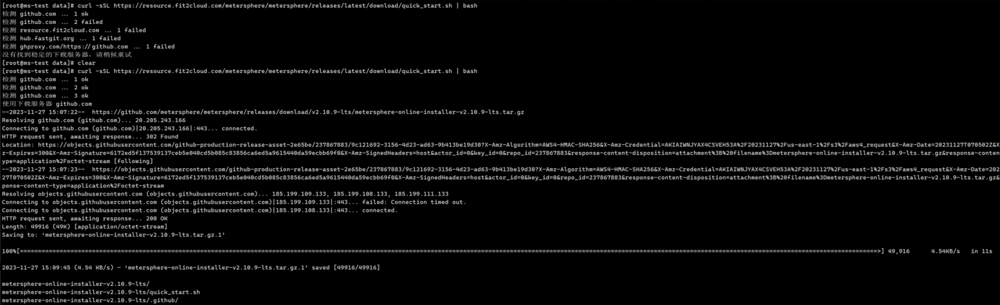 [root@ms-test data]# curl -sSL https://resource.fit2cloud.com/metersphere/metersphere/releases/latest/download/quick_start.sh | bash
检测 github.com ... 1 ok
检测 github.com ... 2 failed
检测 resource.fit2cloud.com ... 1 failed
检测 hub.fastgit.org ... 1 failed
检测 ghproxy.com/https://github.com ... 1 failed
没有找到稳定的下载服务器，请稍候重试
[root@ms-test data]# clear
[root@ms-test data]# curl -sSL https://resource.fit2cloud.com/metersphere/metersphere/releases/latest/download/quick_start.sh | bash
检测 github.com ... 1 ok
检测 github.com ... 2 ok
检测 github.com ... 3 ok
使用下载服务器 github.com
--2023-11-27 15:07:22--  https://github.com/metersphere/metersphere/releases/download/v2.10.9-lts/metersphere-online-installer-v2.10.9-lts.tar.gz
Resolving github.com (github.com)... 20.205.243.166
Connecting to github.com (github.com)|20.205.243.166|:443... connected.
HTTP request sent, awaiting response... 302 Found
Location: https://objects.githubusercontent.com/github-production-release-asset-2e65be/237867883/9c121692-3156-4d23-ad63-9b413be19d30?X-Amz-Algorithm=AWS4-HMAC-SHA256&X-Amz-Credential=AKIAIWNJYAX4CSVEH53A%2F20231127%2Fus-east-1%2Fs3%2Faws4_request&X-Amz-Date=20231127T070502Z&X-Amz-Expires=300&X-Amz-Signature=6172ed5f137539137ceb5e040cd5b085c83856ca6ed5a9615440da59ecbb69f0&X-Amz-SignedHeaders=host&actor_id=0&key_id=0&repo_id=237867883&response-content-disposition=attachment%3B%20filename%3Dmetersphere-online-installer-v2.10.9-lts.tar.gz&response-content-type=application%2Foctet-stream [following]
--2023-11-27 15:07:23--  https://objects.githubusercontent.com/github-production-release-asset-2e65be/237867883/9c121692-3156-4d23-ad63-9b413be19d30?X-Amz-Algorithm=AWS4-HMAC-SHA256&X-Amz-Credential=AKIAIWNJYAX4CSVEH53A%2F20231127%2Fus-east-1%2Fs3%2Faws4_request&X-Amz-Date=20231127T070502Z&X-Amz-Expires=300&X-Amz-Signature=6172ed5f137539137ceb5e040cd5b085c83856ca6ed5a9615440da59ecbb69f0&X-Amz-SignedHeaders=host&actor_id=0&key_id=0&repo_id=237867883&response-content-disposition=attachment%3B%20filename%3Dmetersphere-online-installer-v2.10.9-lts.tar.gz&response-content-type=application%2Foctet-stream
Resolving objects.githubusercontent.com (objects.githubusercontent.com)... 185.199.109.133, 185.199.108.133, 185.199.111.133
Connecting to objects.githubusercontent.com (objects.githubusercontent.com)|185.199.109.133|:443... failed: Connection timed out.
Connecting to objects.githubusercontent.com (objects.githubusercontent.com)|185.199.108.133|:443... connected.
HTTP request sent, awaiting response... 200 OK
Length: 49916 (49K) [application/octet-stream]
Saving to: ‘metersphere-online-installer-v2.10.9-lts.tar.gz.1’
100%[==============================================>] 49,916      4.54KB/s   in 11s
2023-11-27 15:09:45 (4.54 KB/s) - ‘metersphere-online-installer-v2.10.9-lts.tar.gz.1’ saved [49916/49916]
metersphere-online-installer-v2.10.9-lts/
metersphere-online-installer-v2.10.9-lts/quick_start.sh
metersphere-online-installer-v2.10.9-lts/.github/